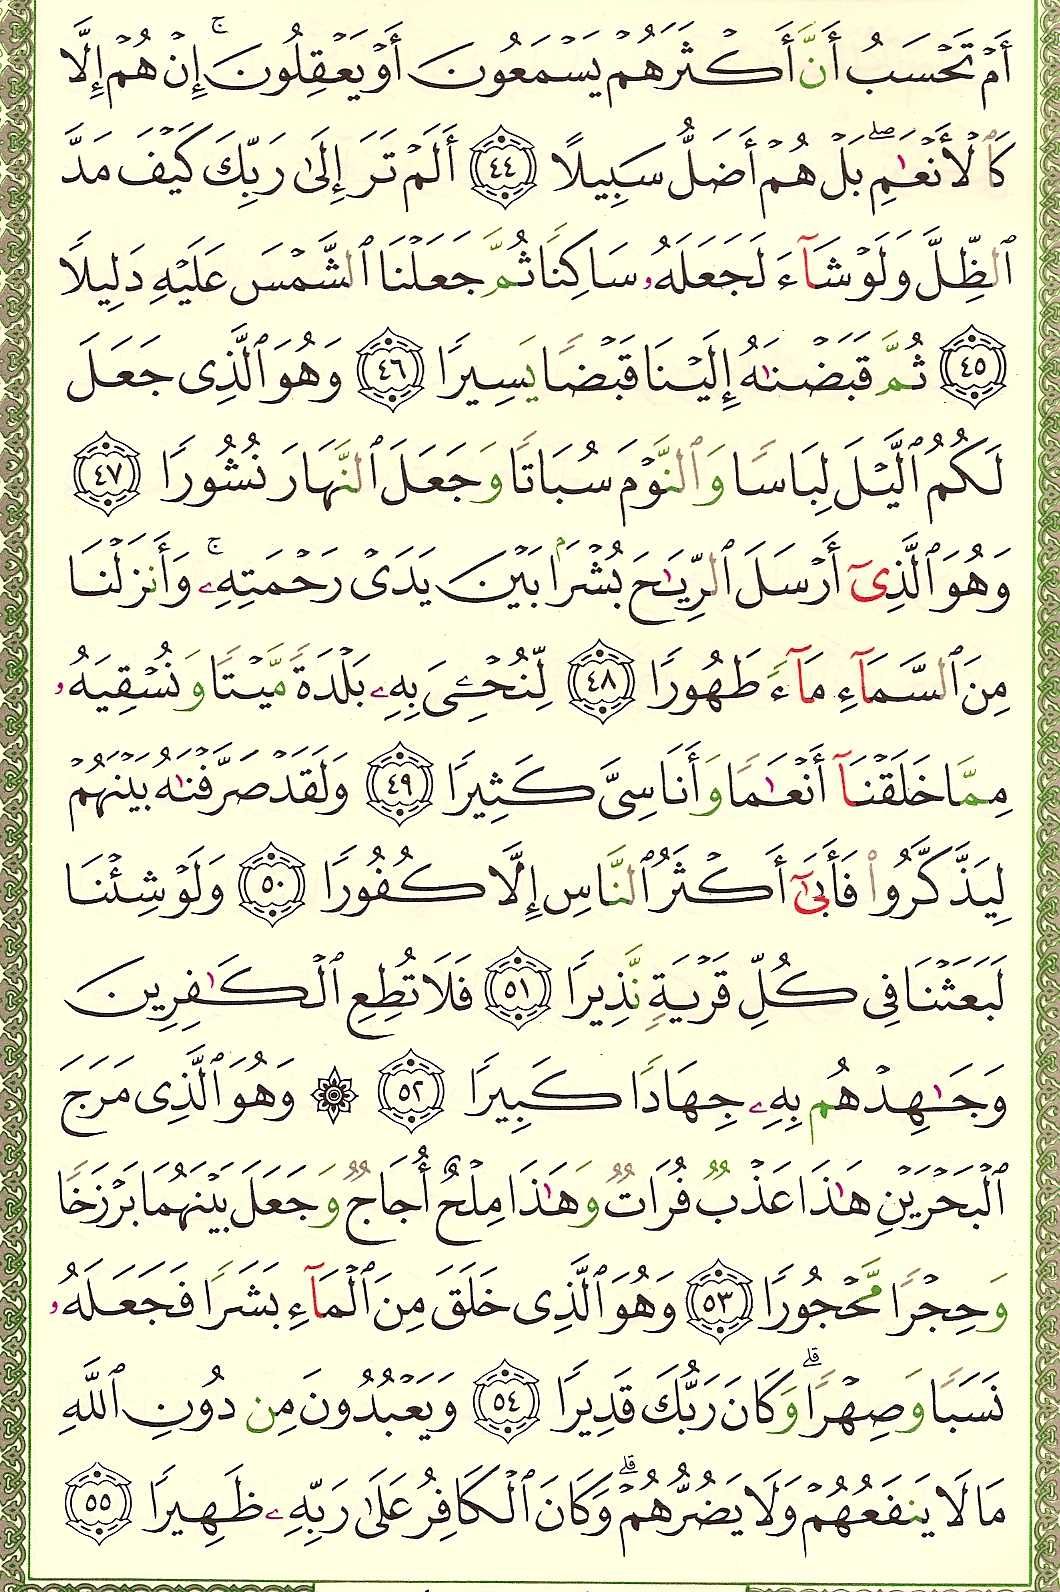 أَمۡ تَحۡسَبُ أَنَّ أَكۡثَرَهُمۡ يَسۡمَعُونَ أَوۡ يَعۡقِلُونَۚ إِنۡ هُمۡ إِلَّا
كَٱلۡأَنۡعَٰمِ بَلۡ هُمۡ أَضَلُّ سَبِيلًا ٤٤ أَلَمۡ تَرَ إِلَىٰ رَبِّكَ كَيۡفَ مَدَّ
ٱلظِّلَّ وَلَوۡ شَآءَ لَجَعَلَهُۥ سَاكِنٗا ثُمَّ جَعَلۡنَا ٱلشَّمۡسَ عَلَيۡهِ دَلِيلٗا
٤٥ ثُمَّ قَبَضۡنَٰهُ إِلَيۡنَا قَبۡضٗا يَسِيرٗا ٤٦ وَهُوَ ٱلَّذِي جَعَلَ
لَكُمُ ٱلَّيۡلَ لِبَاسٗا وَٱلنَّوۡمَ سُبَاتٗا وَجَعَلَ ٱلنَّهَارَ نُشُورٗا ٤٧
وَهُوَ ٱلَّذِيٓ أَرۡسَلَ ٱلرِّيَٰحَ بُشۡرَۢا بَيۡنَ يَدَيۡ رَحۡمَتِهِۦۚ وَأَنزَلۡنَا
مِنَ ٱلسَّمَآءِ مَآءٗ طَهُورٗا ٤٨ لِّنُحۡـِۧيَ بِهِۦ بَلۡدَةٗ مَّيۡتٗا وَنُسۡقِيَهُۥ
مِمَّا خَلَقۡنَآ أَنۡعَٰمٗا وَأَنَاسِيَّ كَثِيرٗا ٤٩ وَلَقَدۡ صَرَّفۡنَٰهُ بَيۡنَهُمۡ
لِيَذَّكَّرُواْ فَأَبَىٰٓ أَكۡثَرُ ٱلنَّاسِ إِلَّا كُفُورٗا ٥٠ وَلَوۡ شِئۡنَا
لَبَعَثۡنَا فِي كُلِّ قَرۡيَةٖ نَّذِيرٗا ٥١ فَلَا تُطِعِ ٱلۡكَٰفِرِينَ
وَجَٰهِدۡهُم بِهِۦ جِهَادٗا كَبِيرٗا ٥٢ ۞ وَهُوَ ٱلَّذِي مَرَجَ
ٱلۡبَحۡرَيۡنِ هَٰذَا عَذۡبٞ فُرَاتٞ وَهَٰذَا مِلۡحٌ أُجَاجٞ وَجَعَلَ بَيۡنَهُمَا بَرۡزَخٗا
وَحِجۡرٗا مَّحۡجُورٗا ٥٣ وَهُوَ ٱلَّذِي خَلَقَ مِنَ ٱلۡمَآءِ بَشَرٗا فَجَعَلَهُۥ
نَسَبٗا وَصِهۡرٗاۗ وَكَانَ رَبُّكَ قَدِيرٗا ٥٤ وَيَعۡبُدُونَ مِن دُونِ ٱللَّهِ
مَا لَا يَنفَعُهُمۡ وَلَا يَضُرُّهُمۡۗ وَكَانَ ٱلۡكَافِرُ عَلَىٰ رَبِّهِۦ ظَهِيرٗا ٥٥